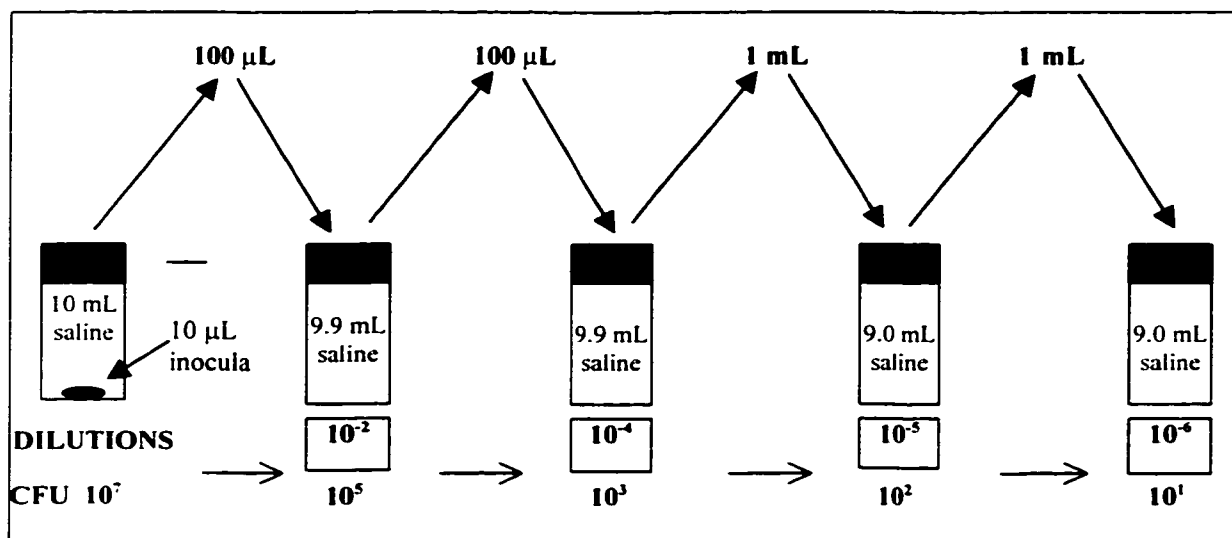 100 µL
100 µL
1 mL
1 mL
10 mL
saline
10 µL
inocula
9.9 mL
saline
9.9 mL
saline
9.0 mL
saline
9.0 mL
saline
DILUTIONS
10⁻²
10⁻⁴
10⁻⁵
10⁻⁶
CFU 10⁷
10⁵
10³
10²
10¹